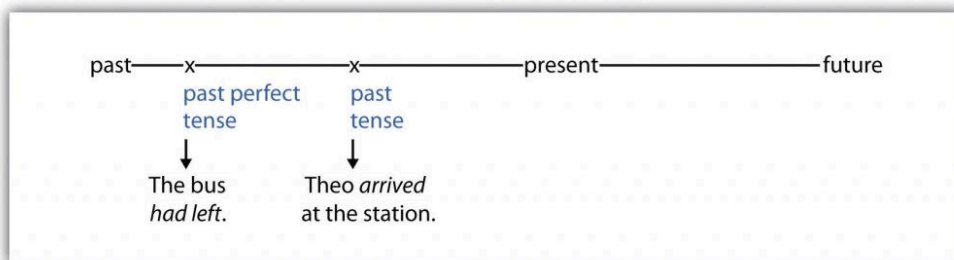 past x x present future
past perfect past
tense tense
The bus Theo arrived
had left. at the station.